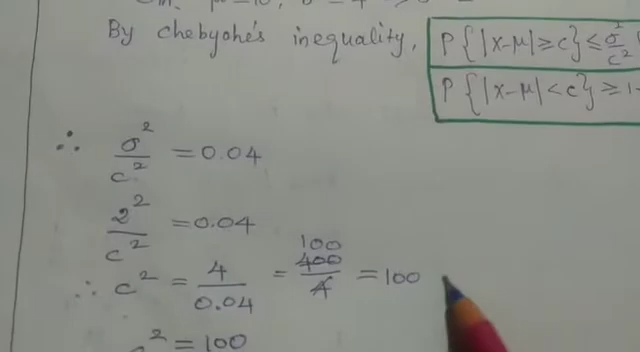 By chebyche's inequality, P{|x-μ|≥c}≤σ²/c²
P{|x-μ|<c}≥1-
∴ σ²/c² = 0.04
2²/c² = 0.04
∴ c² = 4/0.04 = 400/4 100 = 100
c² = 100